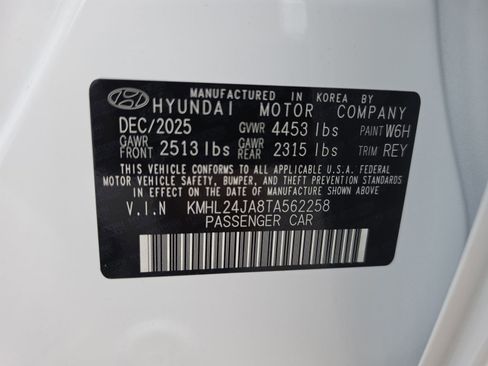 MANUFACTURED IN KOREA BY
HYUNDAI MOTOR COMPANY
DEC/2025 GVWR 4453 lbs PAINT W6H
GAWR FRONT 2513 lbs GAWR REAR 2315 lbs TRIM REY
THIS VEHICLE CONFORMS TO ALL APPLICABLE U.S.A. FEDERAL
MOTOR VEHICLE SAFETY, BUMPER, AND THEFT PREVENTION STANDARDS
IN EFFECT ON THE DATE OF MANUFACTURE SHOWN ABOVE.
V.I.N KMHL24JA8TA562258
PASSENGER CAR